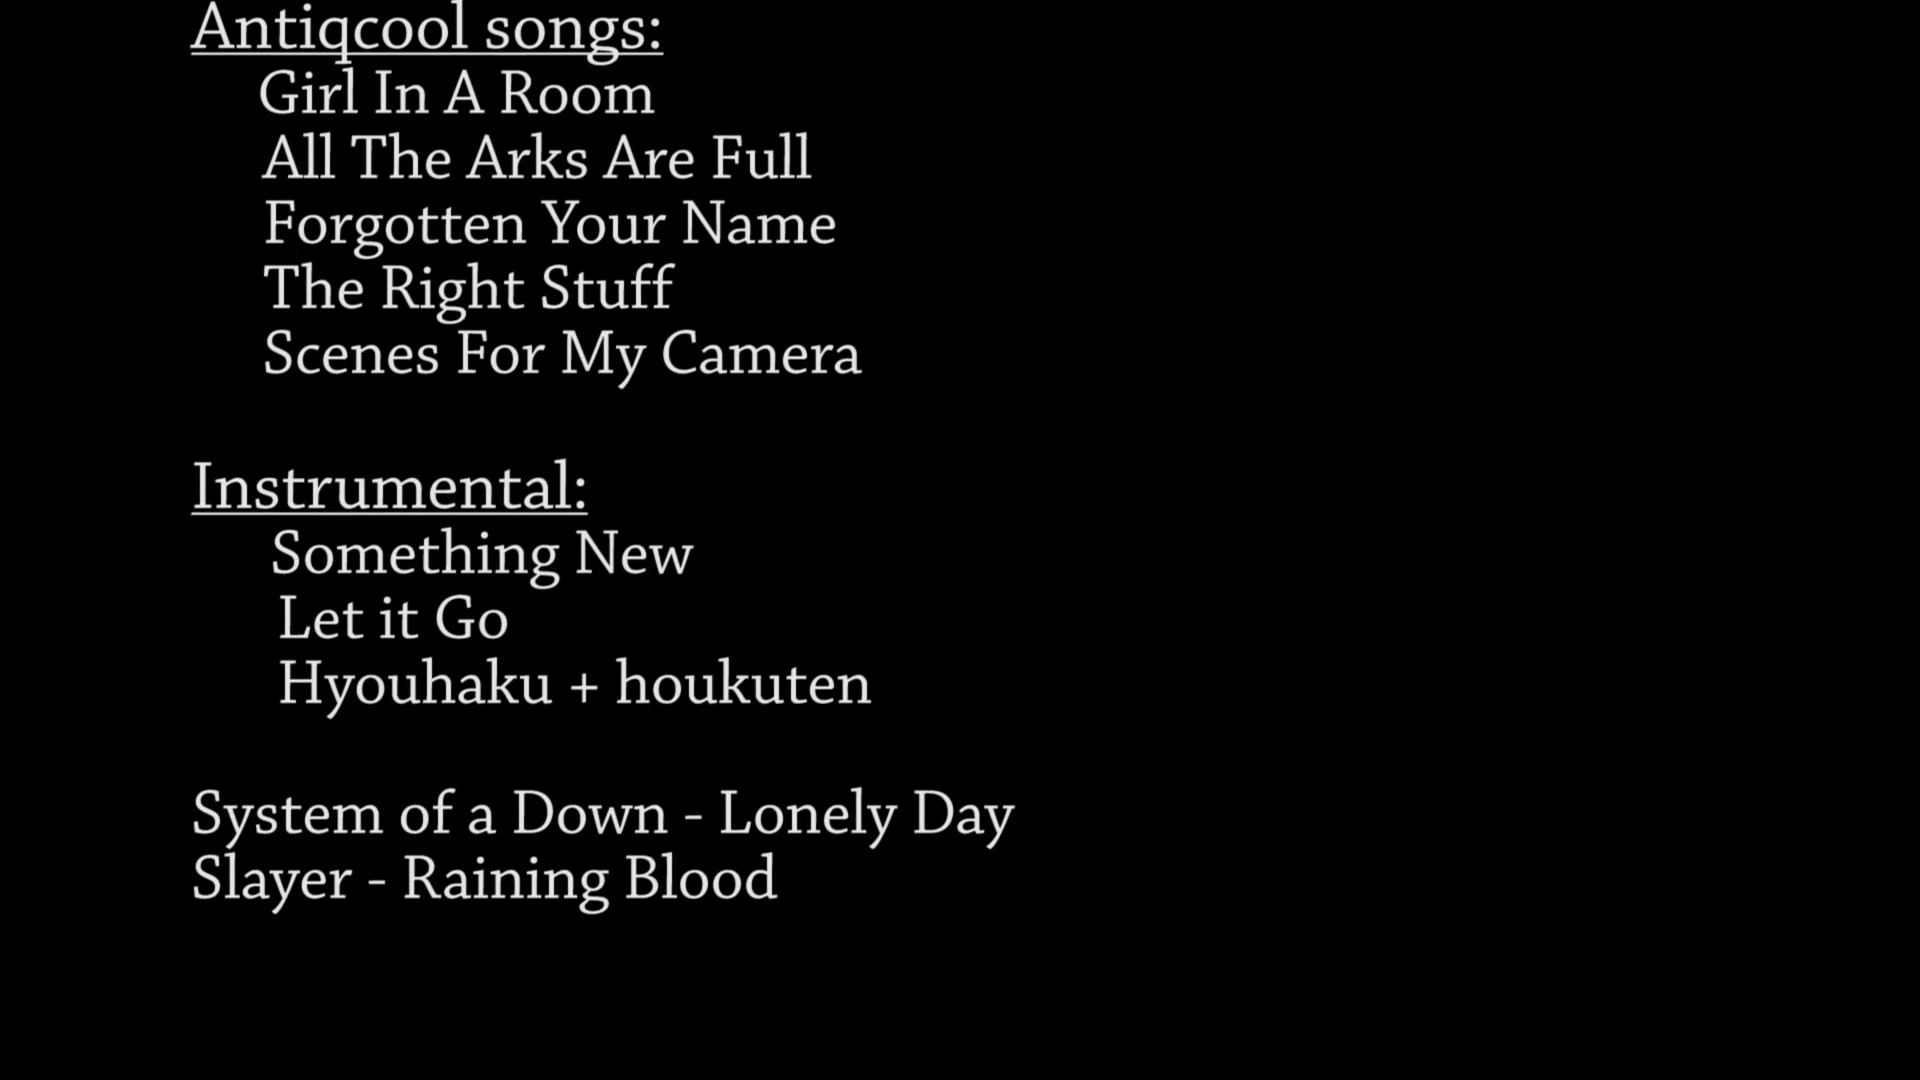 Antiqcool songs:
Girl In A Room
All The Arks Are Full
Forgotten Your Name
The Right Stuff
Scenes For My Camera
Instrumental:
Something New
Let it Go
Hyouhaku + houkuten
System of a Down - Lonely Day
Slayer - Raining Blood